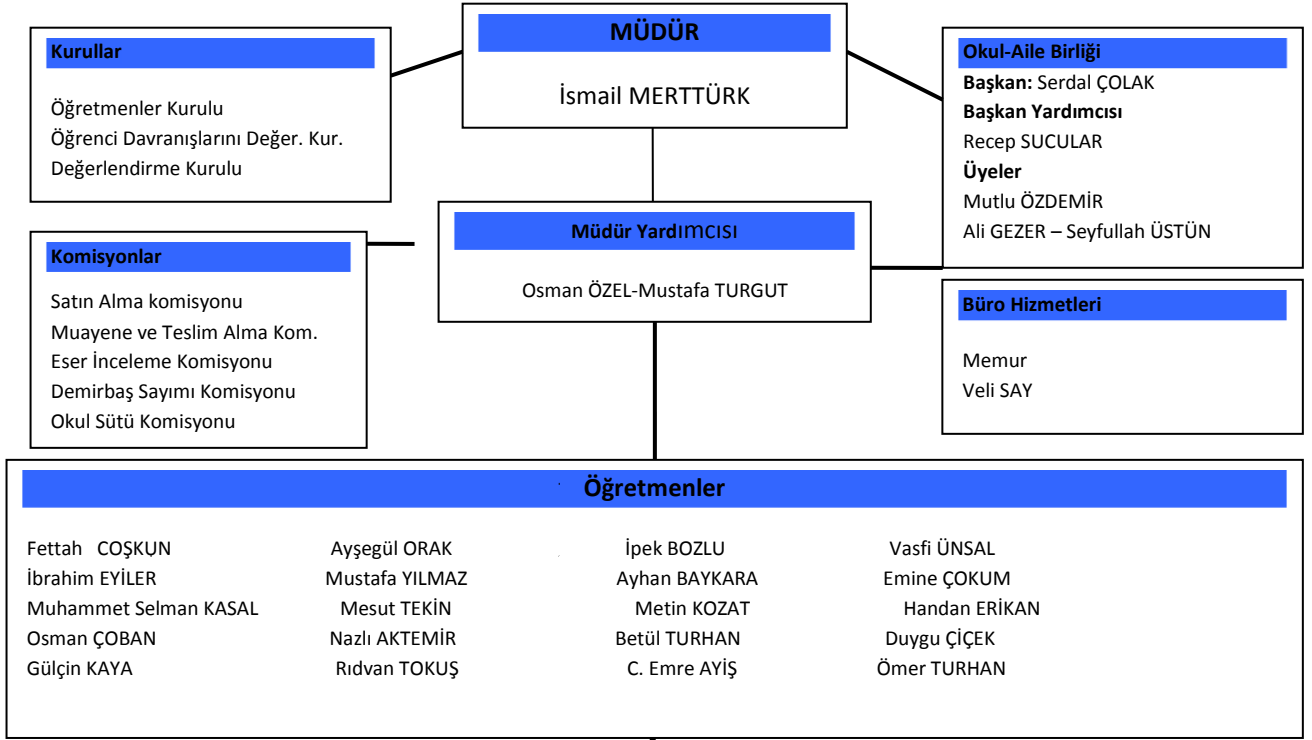 MÜDÜR
İsmail MERTTÜRK
Kurullar
Öğretmenler Kurulu
Öğrenci Davranışlarını Değer. Kur.
Değerlendirme Kurulu
Okul-Aile Birliği
Başkan: Serdal ÇOLAK
Başkan Yardımcısı
Recep SUCULAR
Üyeler
Mutlu ÖZDEMİR
Ali GEZER – Seyfullah ÜSTÜN
Müdür Yardımcısı
Osman ÖZEL-Mustafa TURGUT
Komisyonlar
Satın Alma komisyonu
Muayene ve Teslim Alma Kom.
Eser İnceleme Komisyonu
Demirbaş Sayımı Komisyonu
Okul Sütü Komisyonu
Büro Hizmetleri
Memur
Veli SAY
Öğretmenler
Fettah COŞKUN Ayşegül ORAK İpek BOZLU Vasfi ÜNSAL
İbrahim EYİLER Mustafa YILMAZ Ayhan BAYKARA Emine ÇOKUM
Muhammet Selman KASAL Mesut TEKİN Metin KOZAT Handan ERİKAN
Osman ÇOBAN Nazlı AKTEMİR Betül TURHAN Duygu ÇİÇEK
Gülçin KAYA Rıdvan TOKUŞ C. Emre AYİŞ Ömer TURHAN